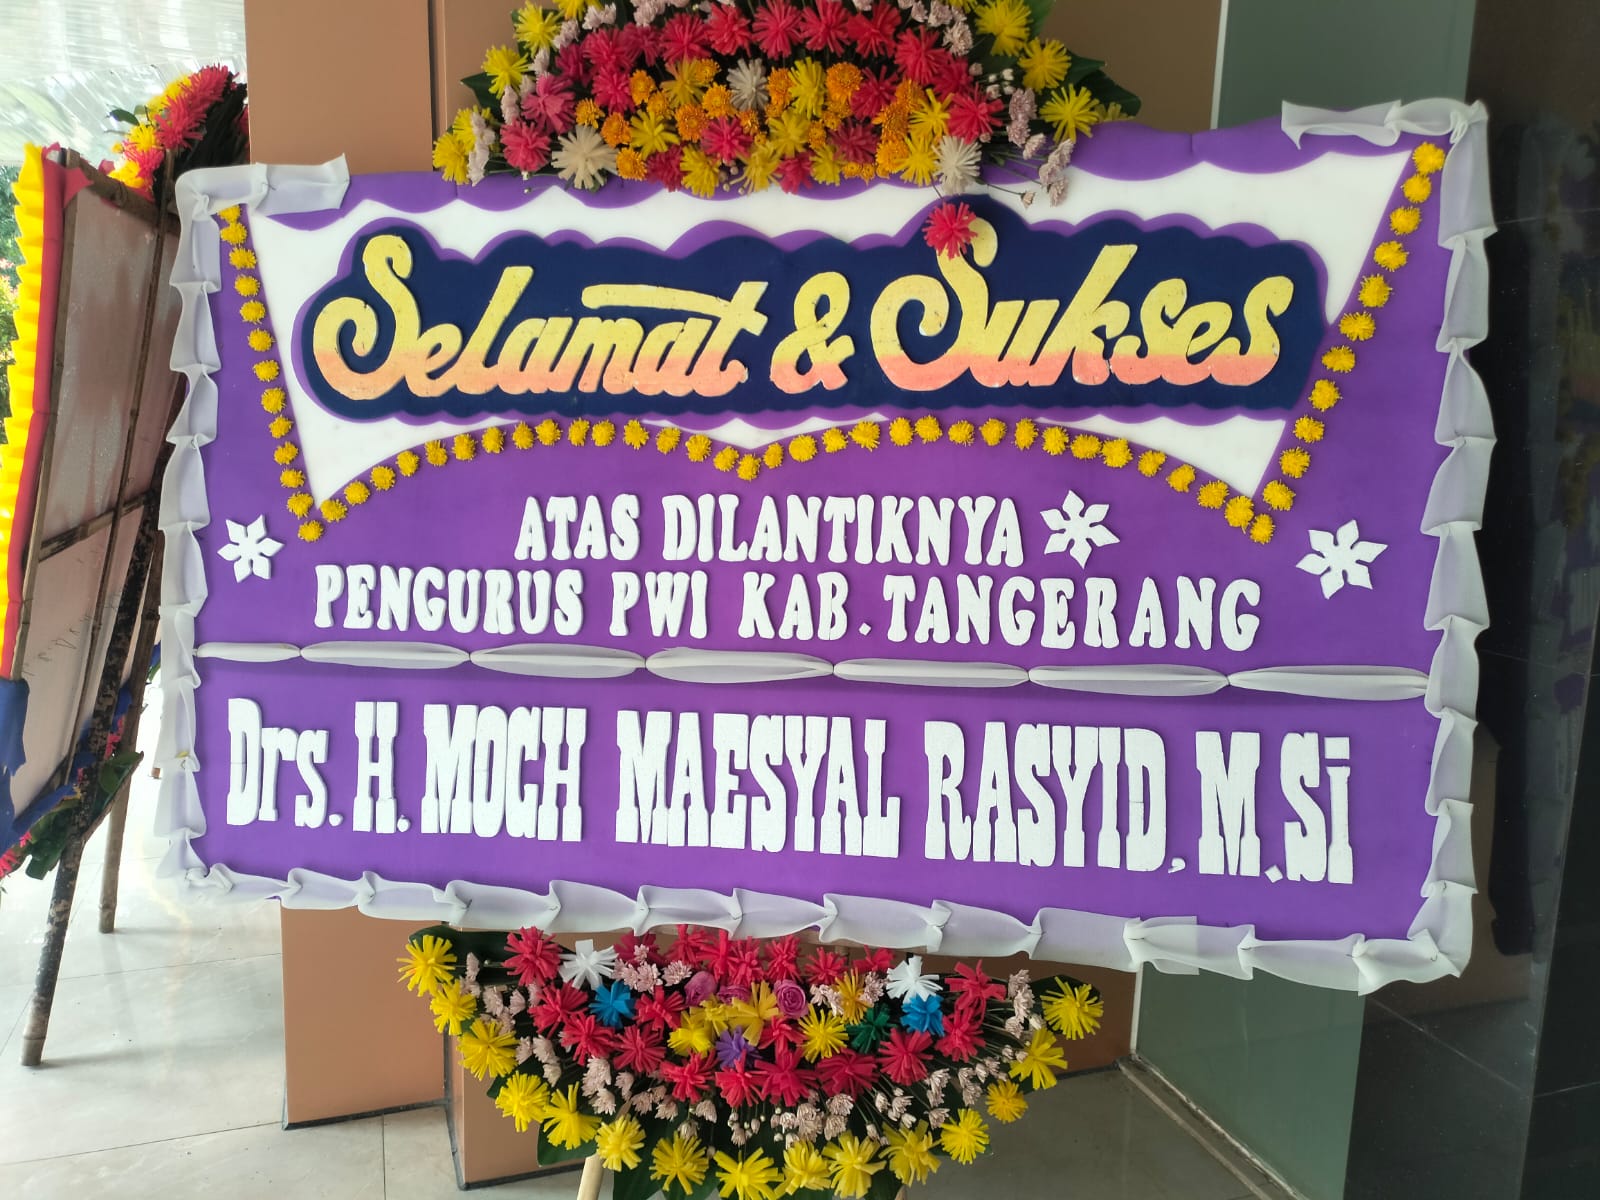 Selamat & Sukses
ATAS DILANTIKNYA
PENGURUS PWI KAB. TANGERANG
Drs. H. MOCH MAESYAL RASYID, M.Si